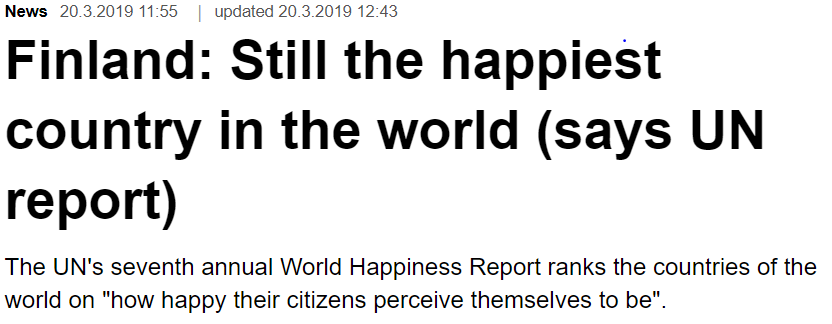 News 20.3.2019 11:55 | updated 20.3.2019 12:43
Finland: Still the happiest
country in the world (says UN
report)
The UN's seventh annual World Happiness Report ranks the countries of the
world on "how happy their citizens perceive themselves to be".